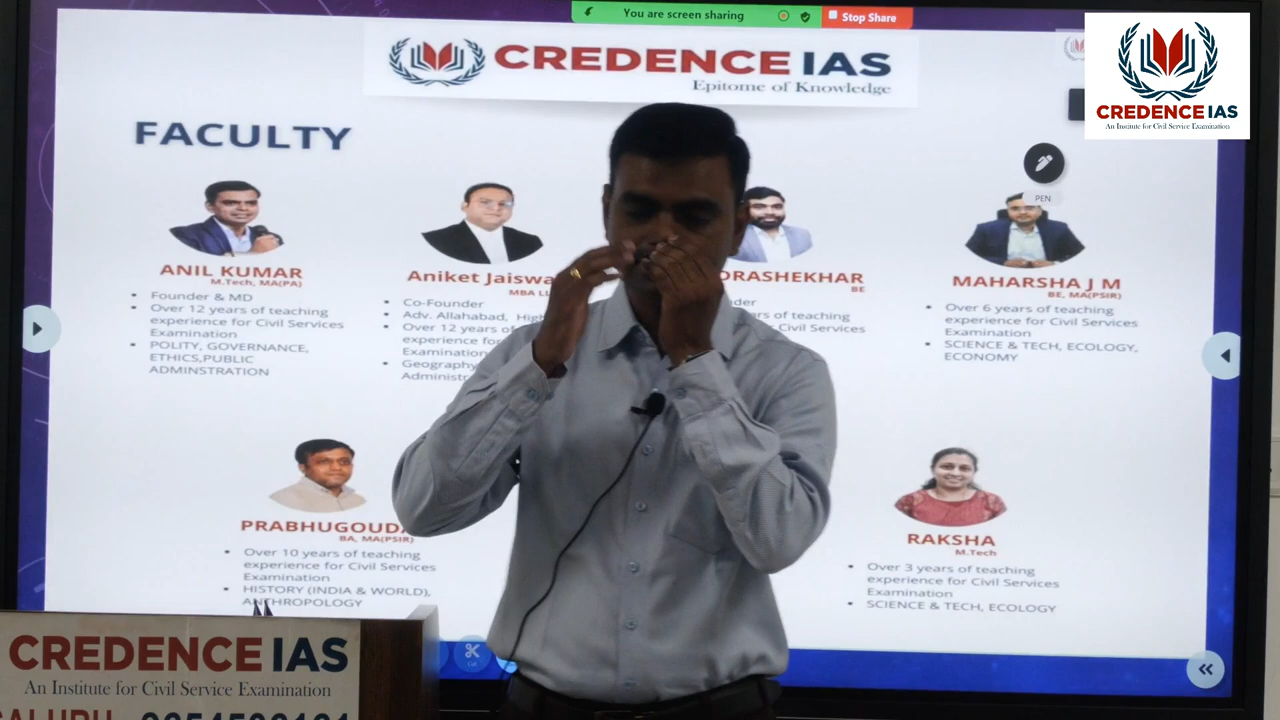 You are screen sharing
Stop Share
CREDENCE IAS
Epitome of Knowledge
CREDENCE IAS
An Institute for Civil Service Examination
FACULTY
PEN
ANIL KUMAR
M.Tech, MA(PA)
Founder & MD
Over 12 years of teaching
experience for Civil Services
Examination
POLITY, GOVERNANCE,
ETHICS,PUBLIC
ADMINSTRATION
Aniket Jaiswa
MBA
Co-Founder
Adv. Allahabad, High
Over 12 years of
experience for
Examination
Geography
Administr
DRASHEKHAR
BE
der
rs of teaching
Civil Services
MAHARSHA J M
BE, MA(PSIR)
Over 6 years of teaching
experience for Civil Services
Examination
SCIENCE & TECH, ECOLOGY,
ECONOMY
PRABHUGOUDA
BA, MA(PSIR)
Over 10 years of teaching
experience for Civil Services
Examination
HISTORY (INDIA & WORLD),
ANTHROPOLOGY
RAKSHA
M.Tech
Over 3 years of teaching
experience for Civil Services
Examination
SCIENCE & TECH, ECOLOGY
Cut
CREDENCE IAS
An Institute for Civil Service Examination